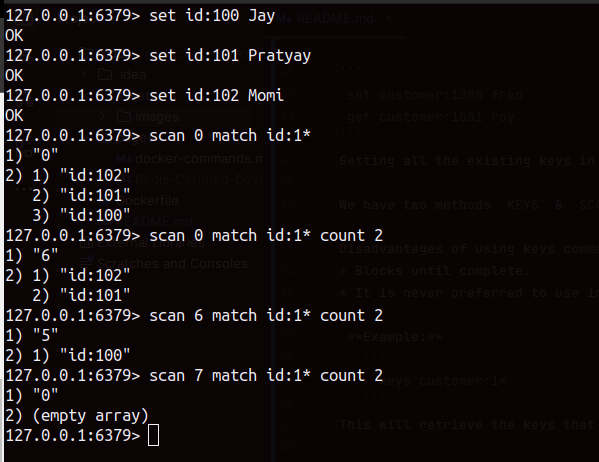 127.0.0.1:6379> set id:100 Jay
README.md
OK
127.0.0.1:6379> set id:101 Pratyay
OK
.idea
set customer:1000 fred
127.0.0.1:6379> set id:102 Momi
OK
images
get customer:1001 roy
127.0.0.1:6379> scan 0 match id:1*
1) "0"
docker-commands.m
Getting all the existing keys in
2) 1) "id:102"
2) "id:101"
Dockerfile
We have two methods KEYS & SC
3) "id:100"
README.md
127.0.0.1:6379> scan 0 match id:1* count 2
External Libraries
1) "6"
Disadvantages of using keys comma
2) 1) "id:102"
Scratches and Consoles
* Blocks until complete.
2) "id:101"
* It is never preferred to use in
127.0.0.1:6379> scan 6 match id:1* count 2
1) "5"
**Example:**
2) 1) "id:100"
127.0.0.1:6379> scan 7 match id:1* count 2
keys customer:1*
1) "0"
2) (empty array)
This will retrieve the keys that
127.0.0.1:6379>